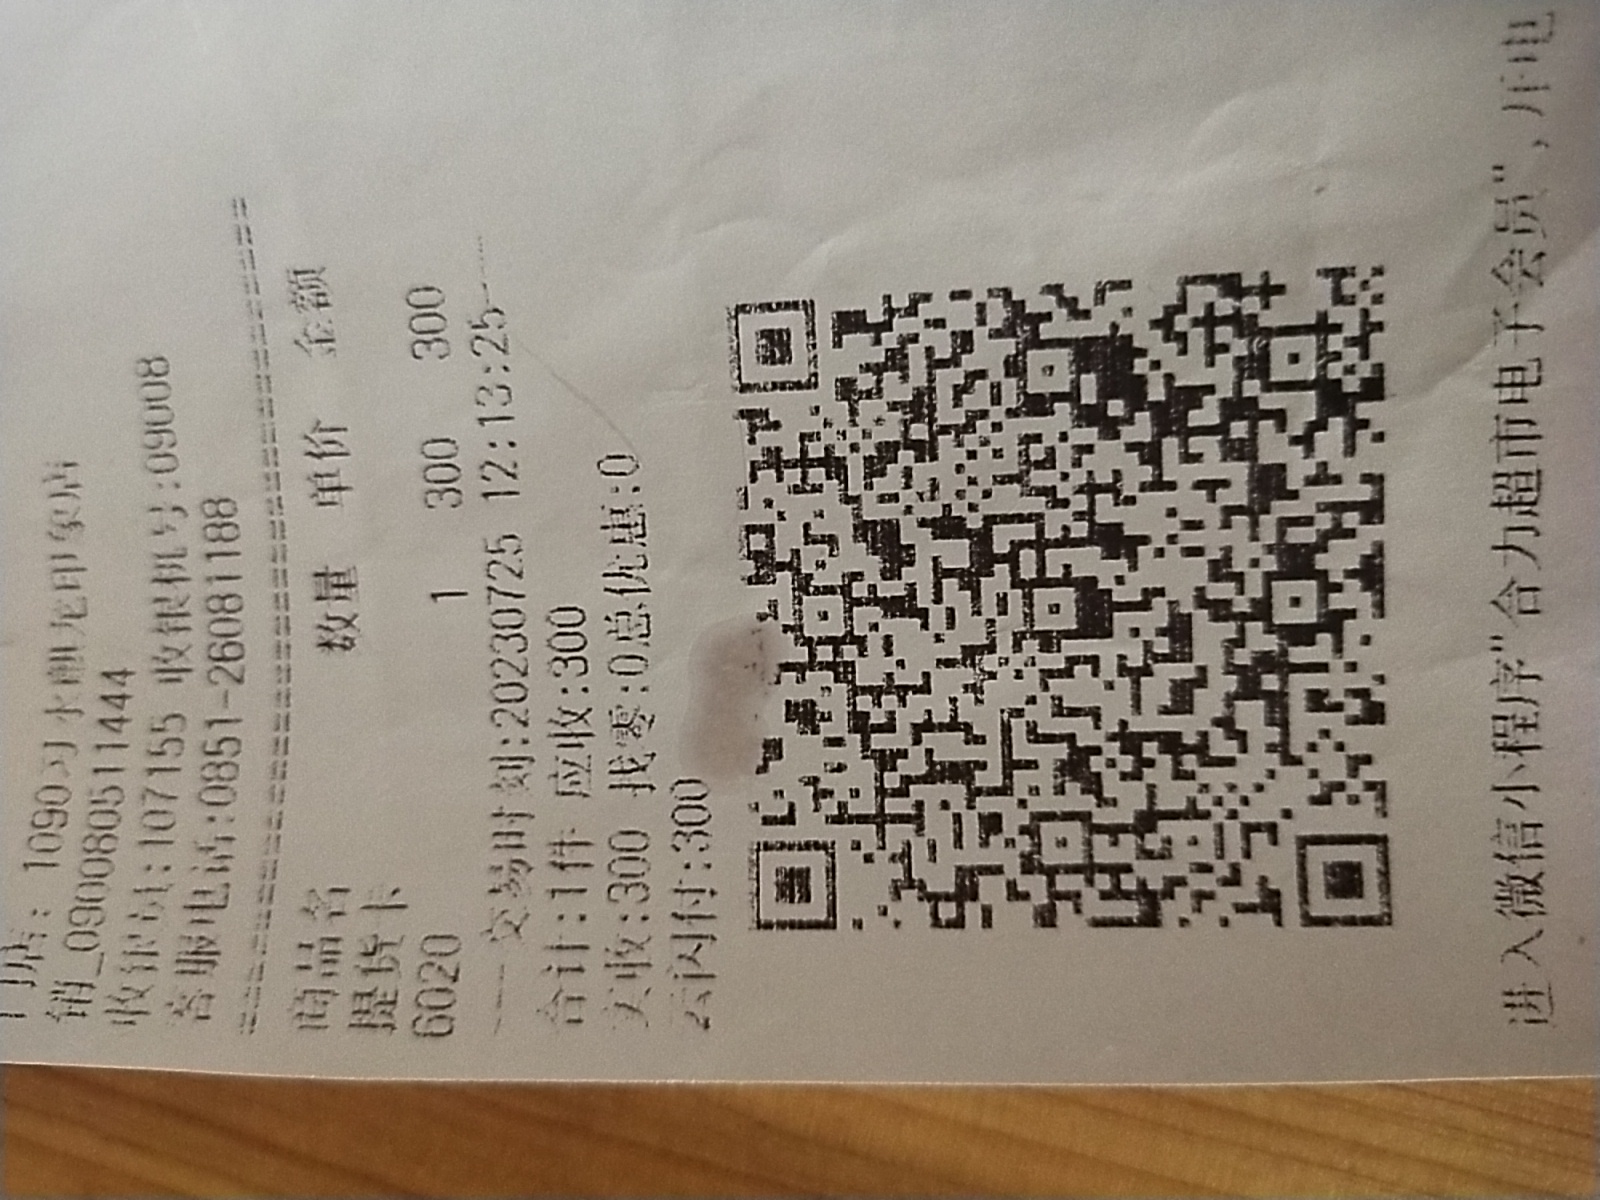 门店: 1090习水麒龙印象店
销_090080511444
收银员:107155 收银机号:09008
客服电话:0851-26081188
商品名 数量 单价 金额
提货卡
6020 1 300 300
----交易时刻:20230725 12:13:25----
合计:1件 应收:300
实收:300 找零:0总优惠:0
云闪付:300
进入微信小程序"合力超市电子会员", 开电